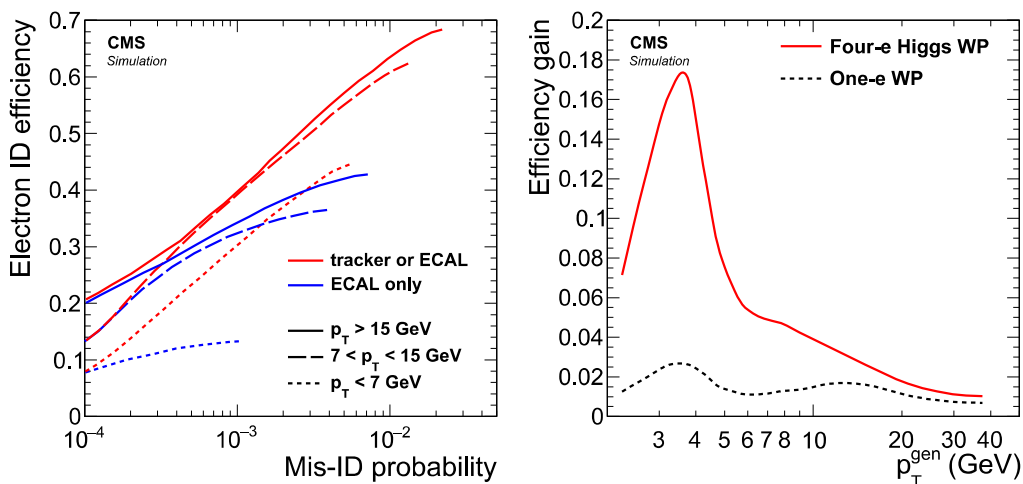 CMS
Simulation
0.7
0.6
0.5
0.4
0.3
0.2
0.1
0
Electron ID efficiency
tracker or ECAL
ECAL only
p_T > 15 GeV
7 < p_T < 15 GeV
p_T < 7 GeV
10⁻⁴
10⁻³
10⁻²
Mis-ID probability
CMS
Simulation
Four-e Higgs WP
One-e WP
0.2
0.18
0.16
0.14
0.12
0.1
0.08
0.06
0.04
0.02
0
Efficiency gain
3 4 5 6 7 8 10 20 30 40
p_T^gen (GeV)